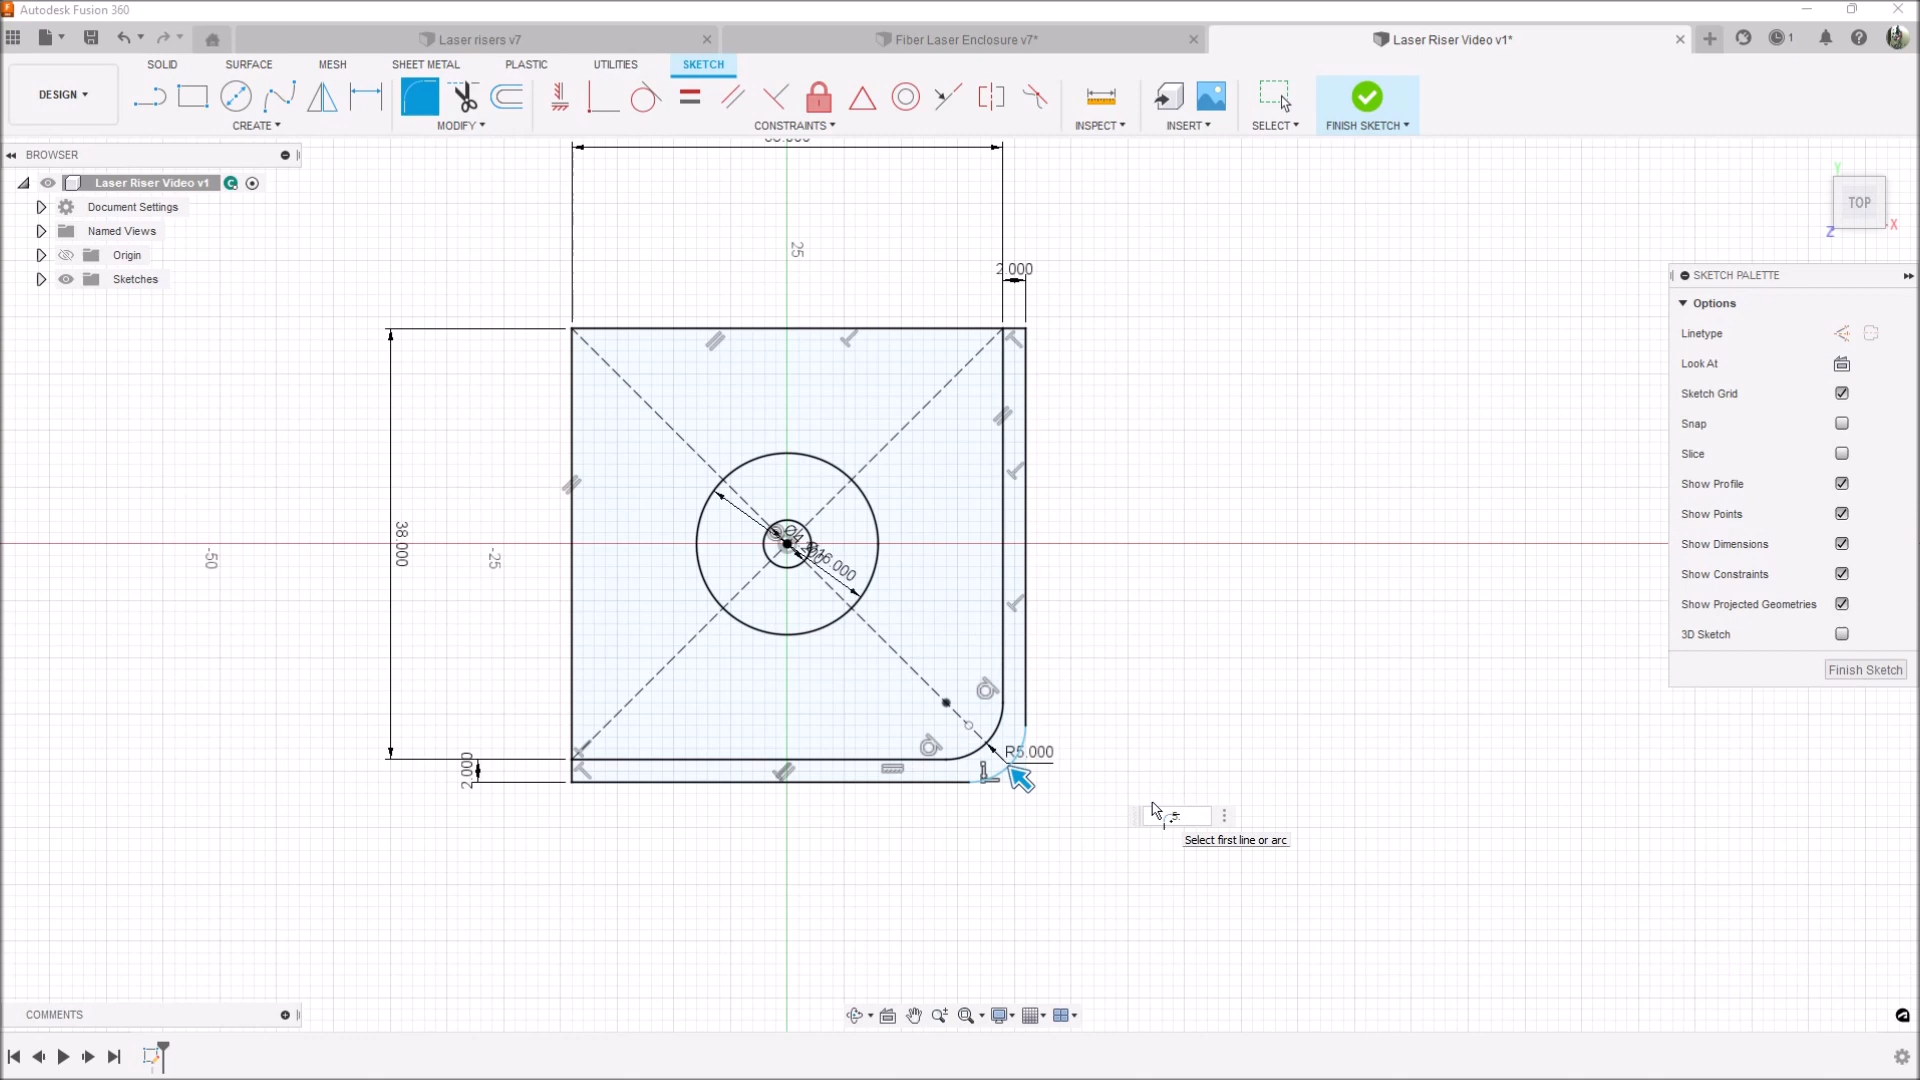 Autodesk Fusion 360
Laser risers v7
Fiber Laser Enclosure v7*
Laser Riser Video v1*
1
DESIGN
SOLID
SURFACE
MESH
SHEET METAL
PLASTIC
UTILITIES
SKETCH
CREATE
MODIFY
CONSTRAINTS
INSPECT
INSERT
SELECT
FINISH SKETCH
BROWSER
Laser Riser Video v1
Document Settings
Named Views
Origin
Sketches
TOP
Y
X
Z
SKETCH PALETTE
Options
Linetype
Look At
Sketch Grid
Snap
Slice
Show Profile
Show Points
Show Dimensions
Show Constraints
Show Projected Geometries
3D Sketch
Finish Sketch
25
2.000
38.000
-50
-25
Ø16.000
2.000
R5.000
Select first line or arc
COMMENTS